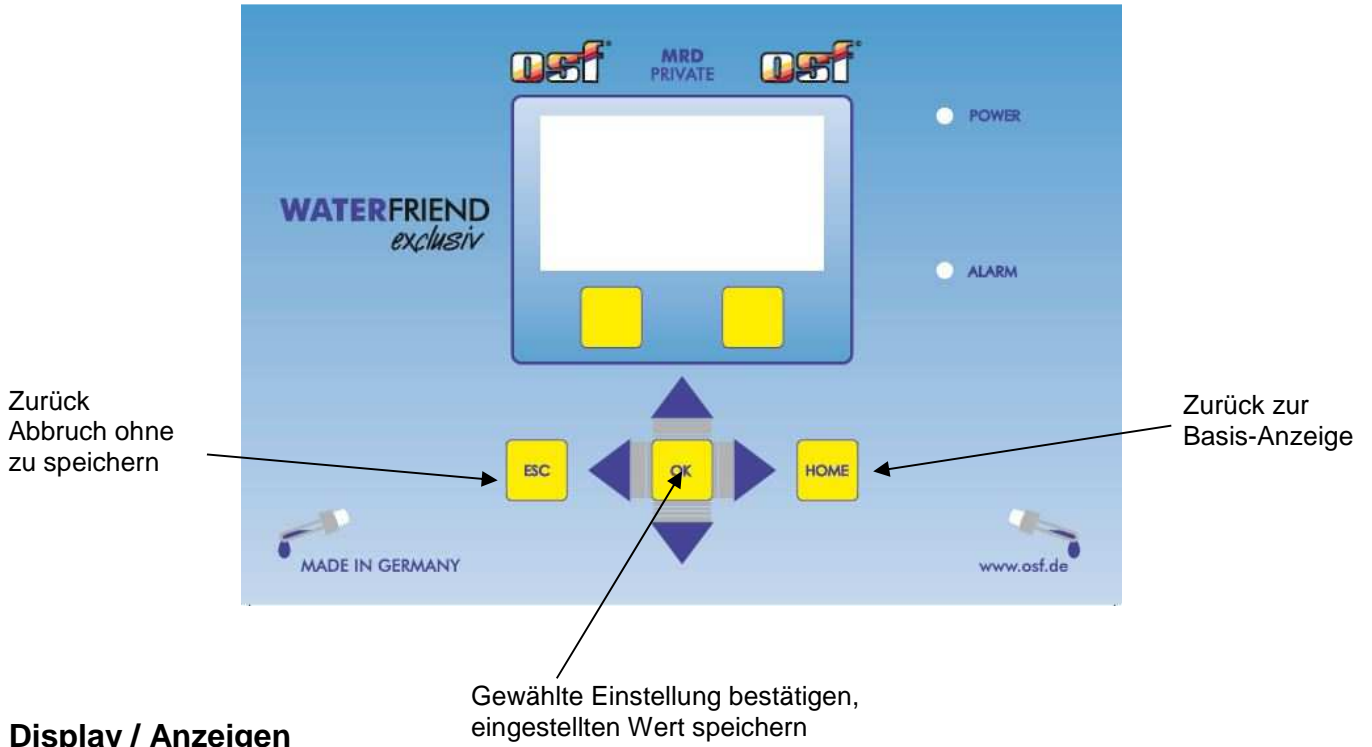 osf MRD osf
PRIVATE
POWER
WATERFRIEND
exclusiv
ALARM
Zurück
Abbruch ohne
zu speichern
Zurück zur
Basis-Anzeige
ESC OK HOME
MADE IN GERMANY www.osf.de
Gewählte Einstellung bestätigen,
eingestellten Wert speichern
Display / Anzeigen